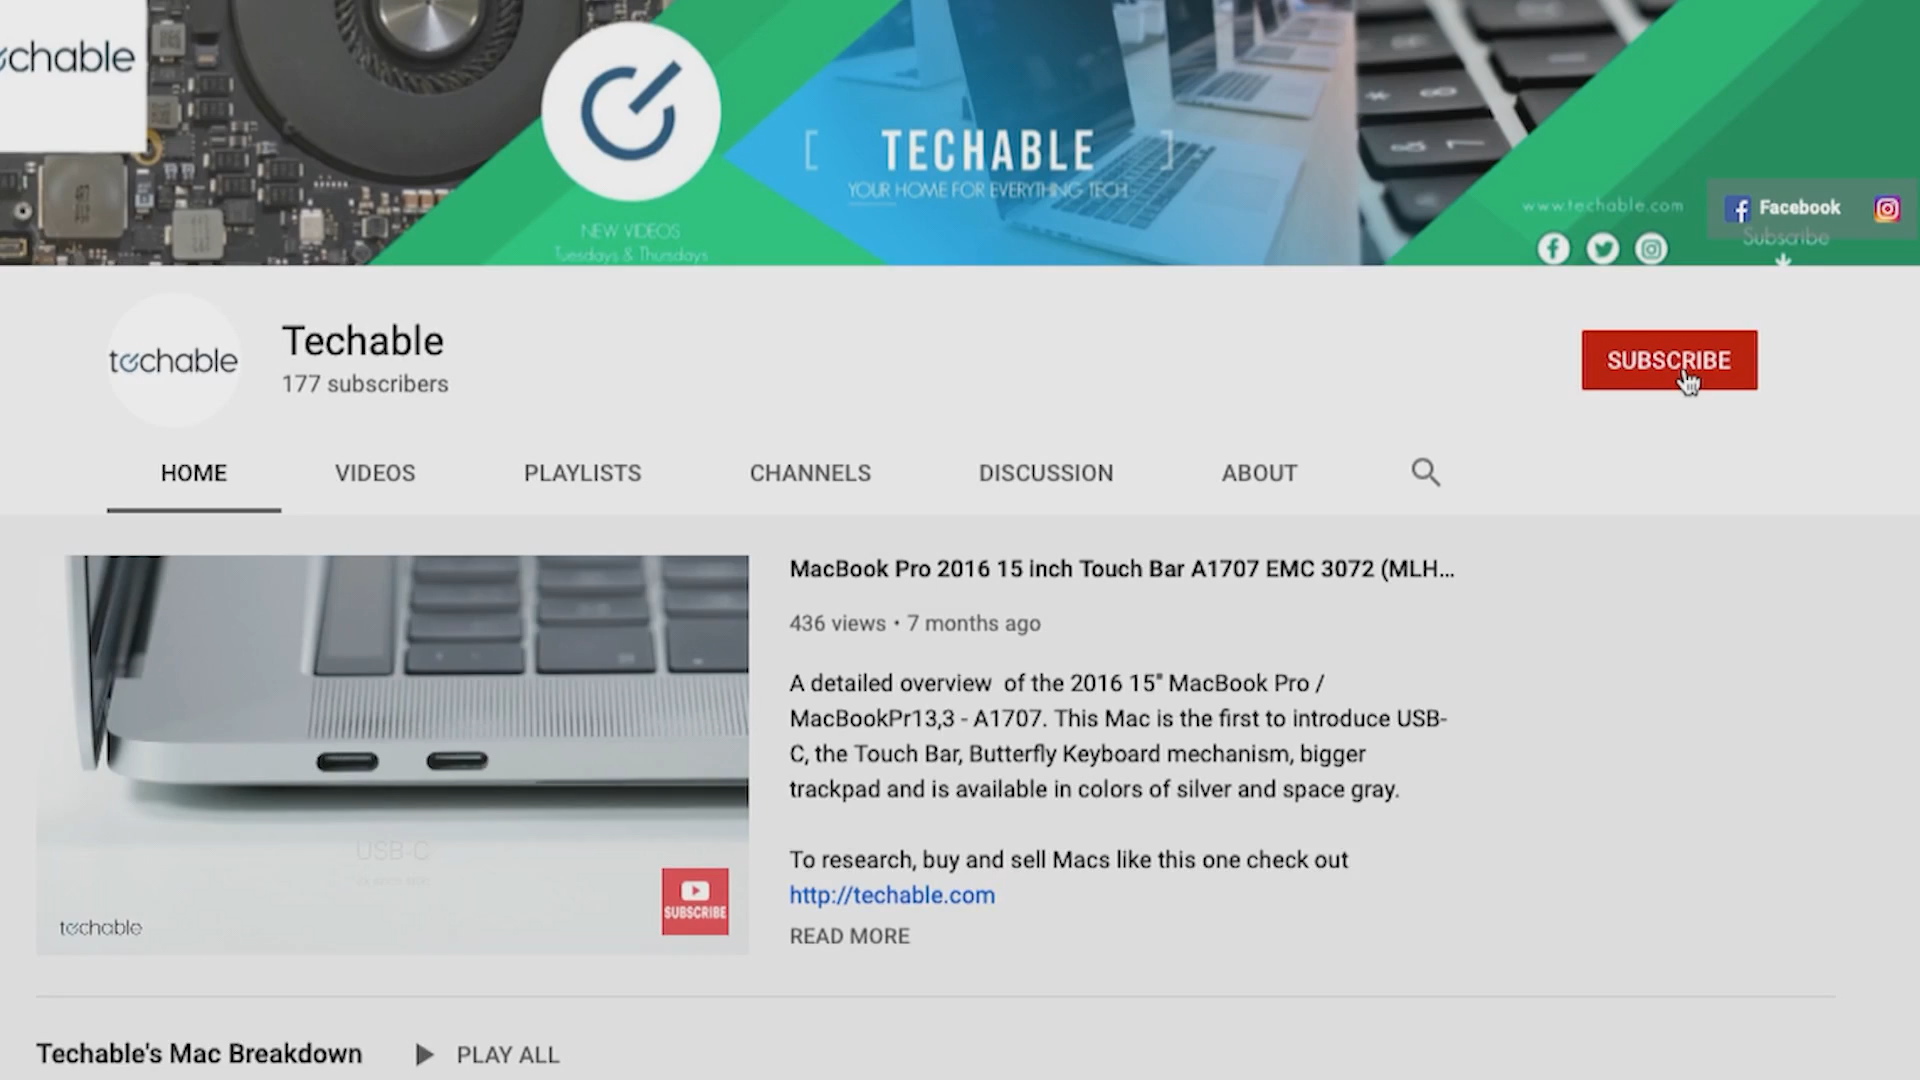 techable
TECHABLE
YOUR HOME FOR EVERYTHING TECH
NEW VIDEOS
Tuesdays & Thursdays
www.techable.com
Facebook
Subscribe
techable
Techable
177 subscribers
SUBSCRIBE
HOME
VIDEOS
PLAYLISTS
CHANNELS
DISCUSSION
ABOUT
MacBook Pro 2016 15 inch Touch Bar A1707 EMC 3072 (MLH...
436 views • 7 months ago
A detailed overview of the 2016 15" MacBook Pro /
MacBookPr13,3 - A1707. This Mac is the first to introduce USB-
C, the Touch Bar, Butterfly Keyboard mechanism, bigger
trackpad and is available in colors of silver and space gray.
To research, buy and sell Macs like this one check out
http://techable.com
READ MORE
USB-C
SUBSCRIBE
techable
Techable's Mac Breakdown
PLAY ALL